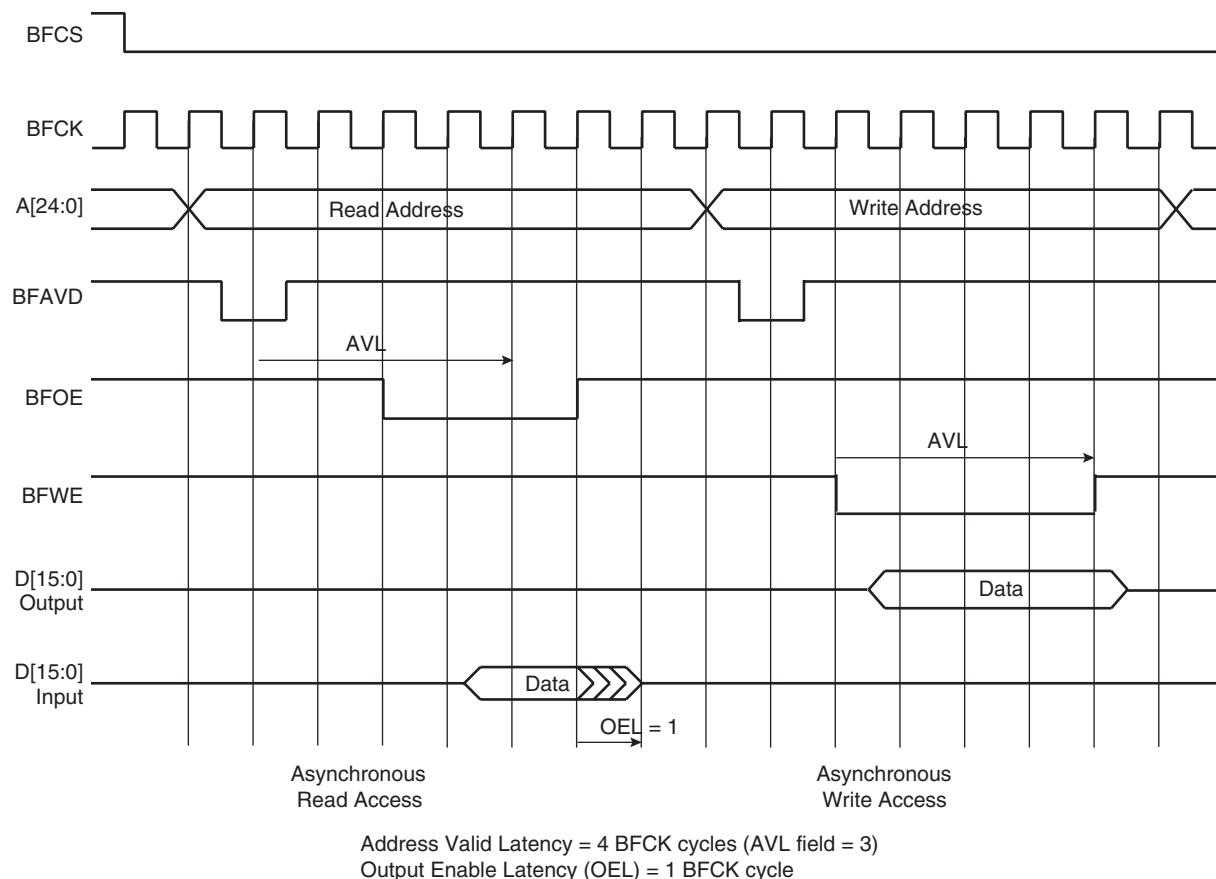 BFCS
BFCK
A[24:0]
Read Address
Write Address
BFAVD
AVL
BFOE
AVL
BFWE
D[15:0]
Output
Data
D[15:0]
Input
Data
OEL = 1
Asynchronous
Read Access
Asynchronous
Write Access
Address Valid Latency = 4 BFCK cycles (AVL field = 3)
Output Enable Latency (OEL) = 1 BFCK cycle